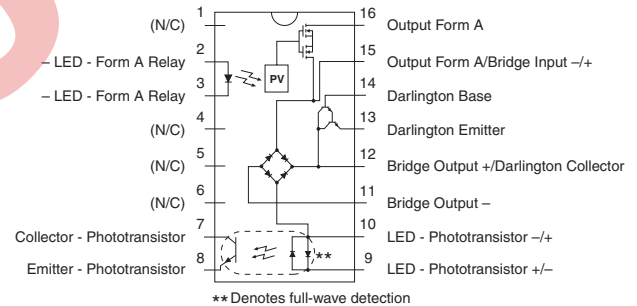 1
(N/C)
16
Output Form A
2
– LED - Form A Relay
15
Output Form A/Bridge Input –/+
PV
3
– LED - Form A Relay
14
Darlington Base
4
(N/C)
13
Darlington Emitter
5
(N/C)
12
Bridge Output +/Darlington Collector
6
(N/C)
11
Bridge Output –
7
Collector - Phototransistor
10
LED - Phototransistor –/+
8
Emitter - Phototransistor
**
9
LED - Phototransistor +/–
** Denotes full-wave detection